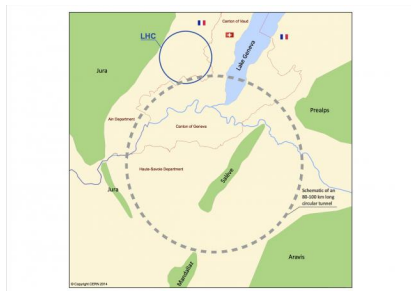 LHC
Canton of Vaud
Lake Geneva
Jura
Prealps
Ain Department
Canton of Geneva
Haute-Savoie Department
Jura
Salève
Schematic of an
80-100 km long
circular tunnel
Mandallaz
Aravis
© Copyright CERN 2014